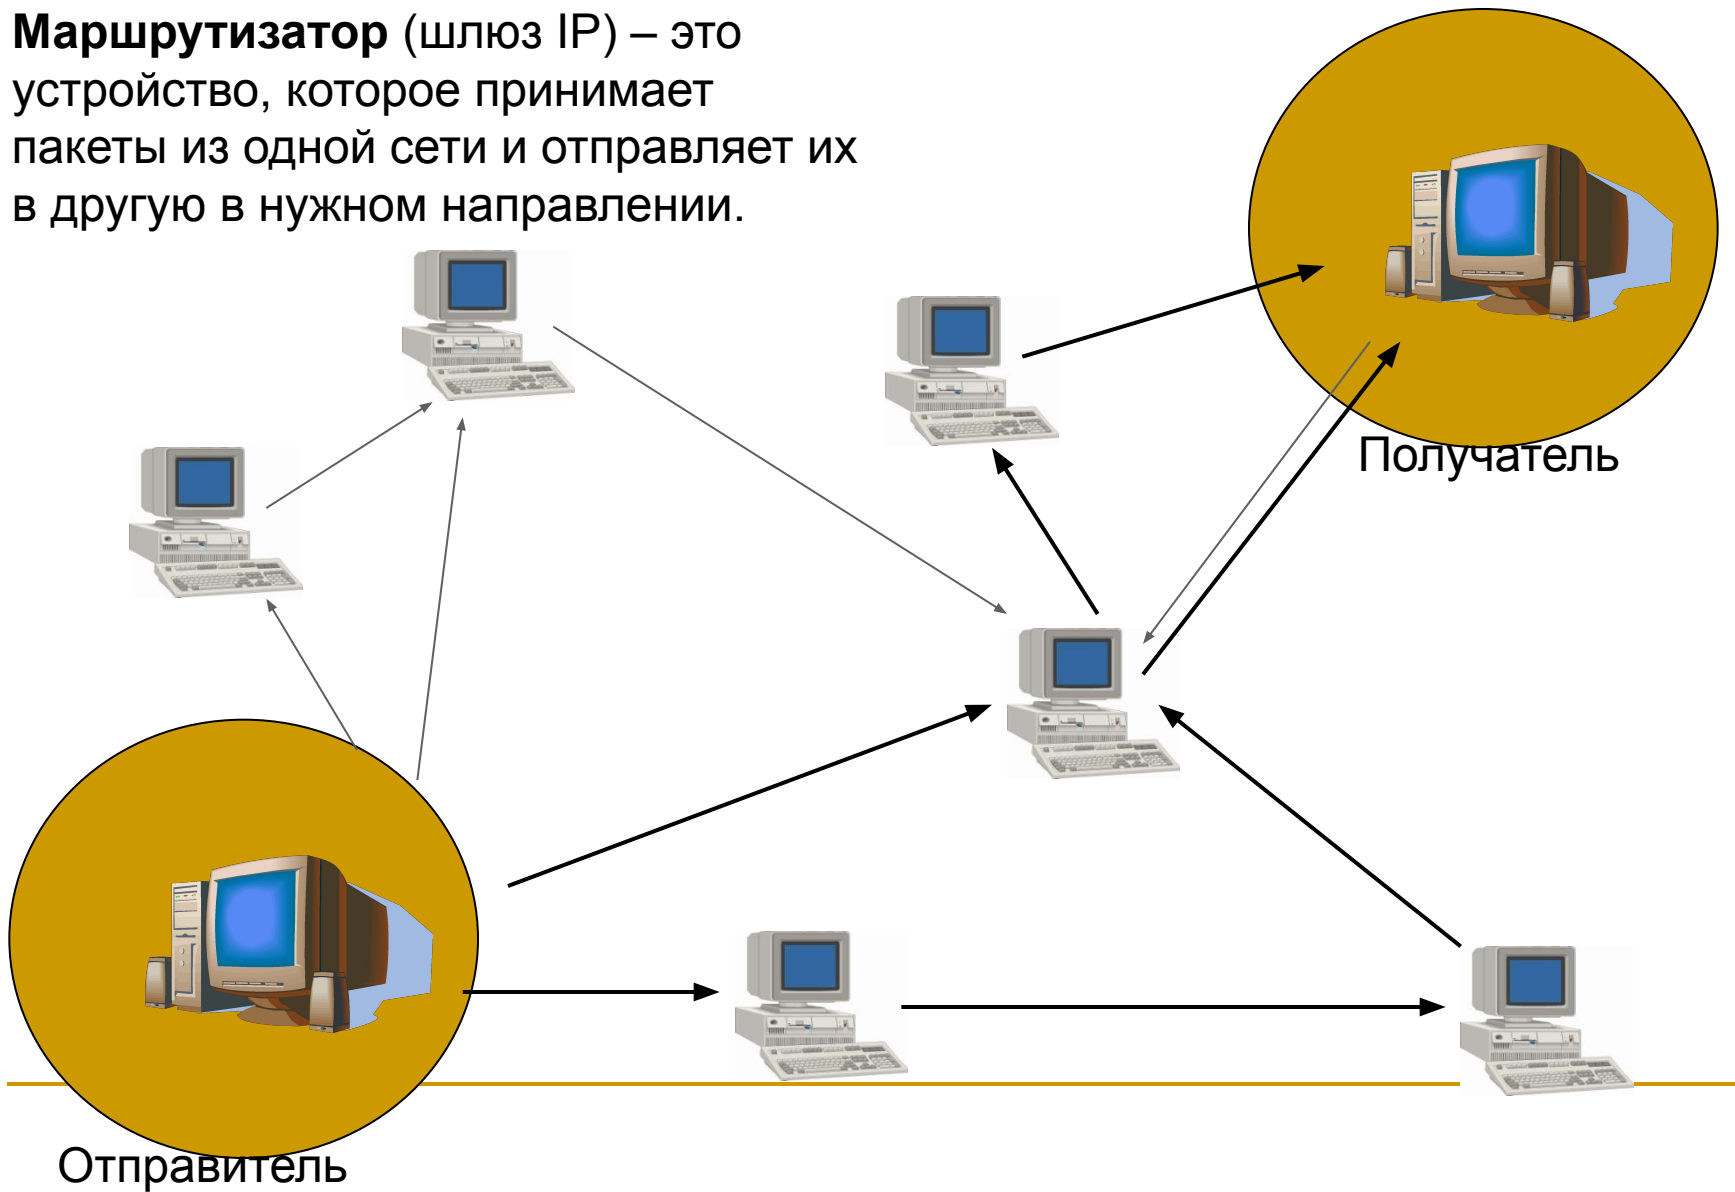 Маршрутизатор (шлюз IP) – это
устройство, которое принимает
пакеты из одной сети и отправляет их
в другую в нужном направлении.
Получатель
Отправитель